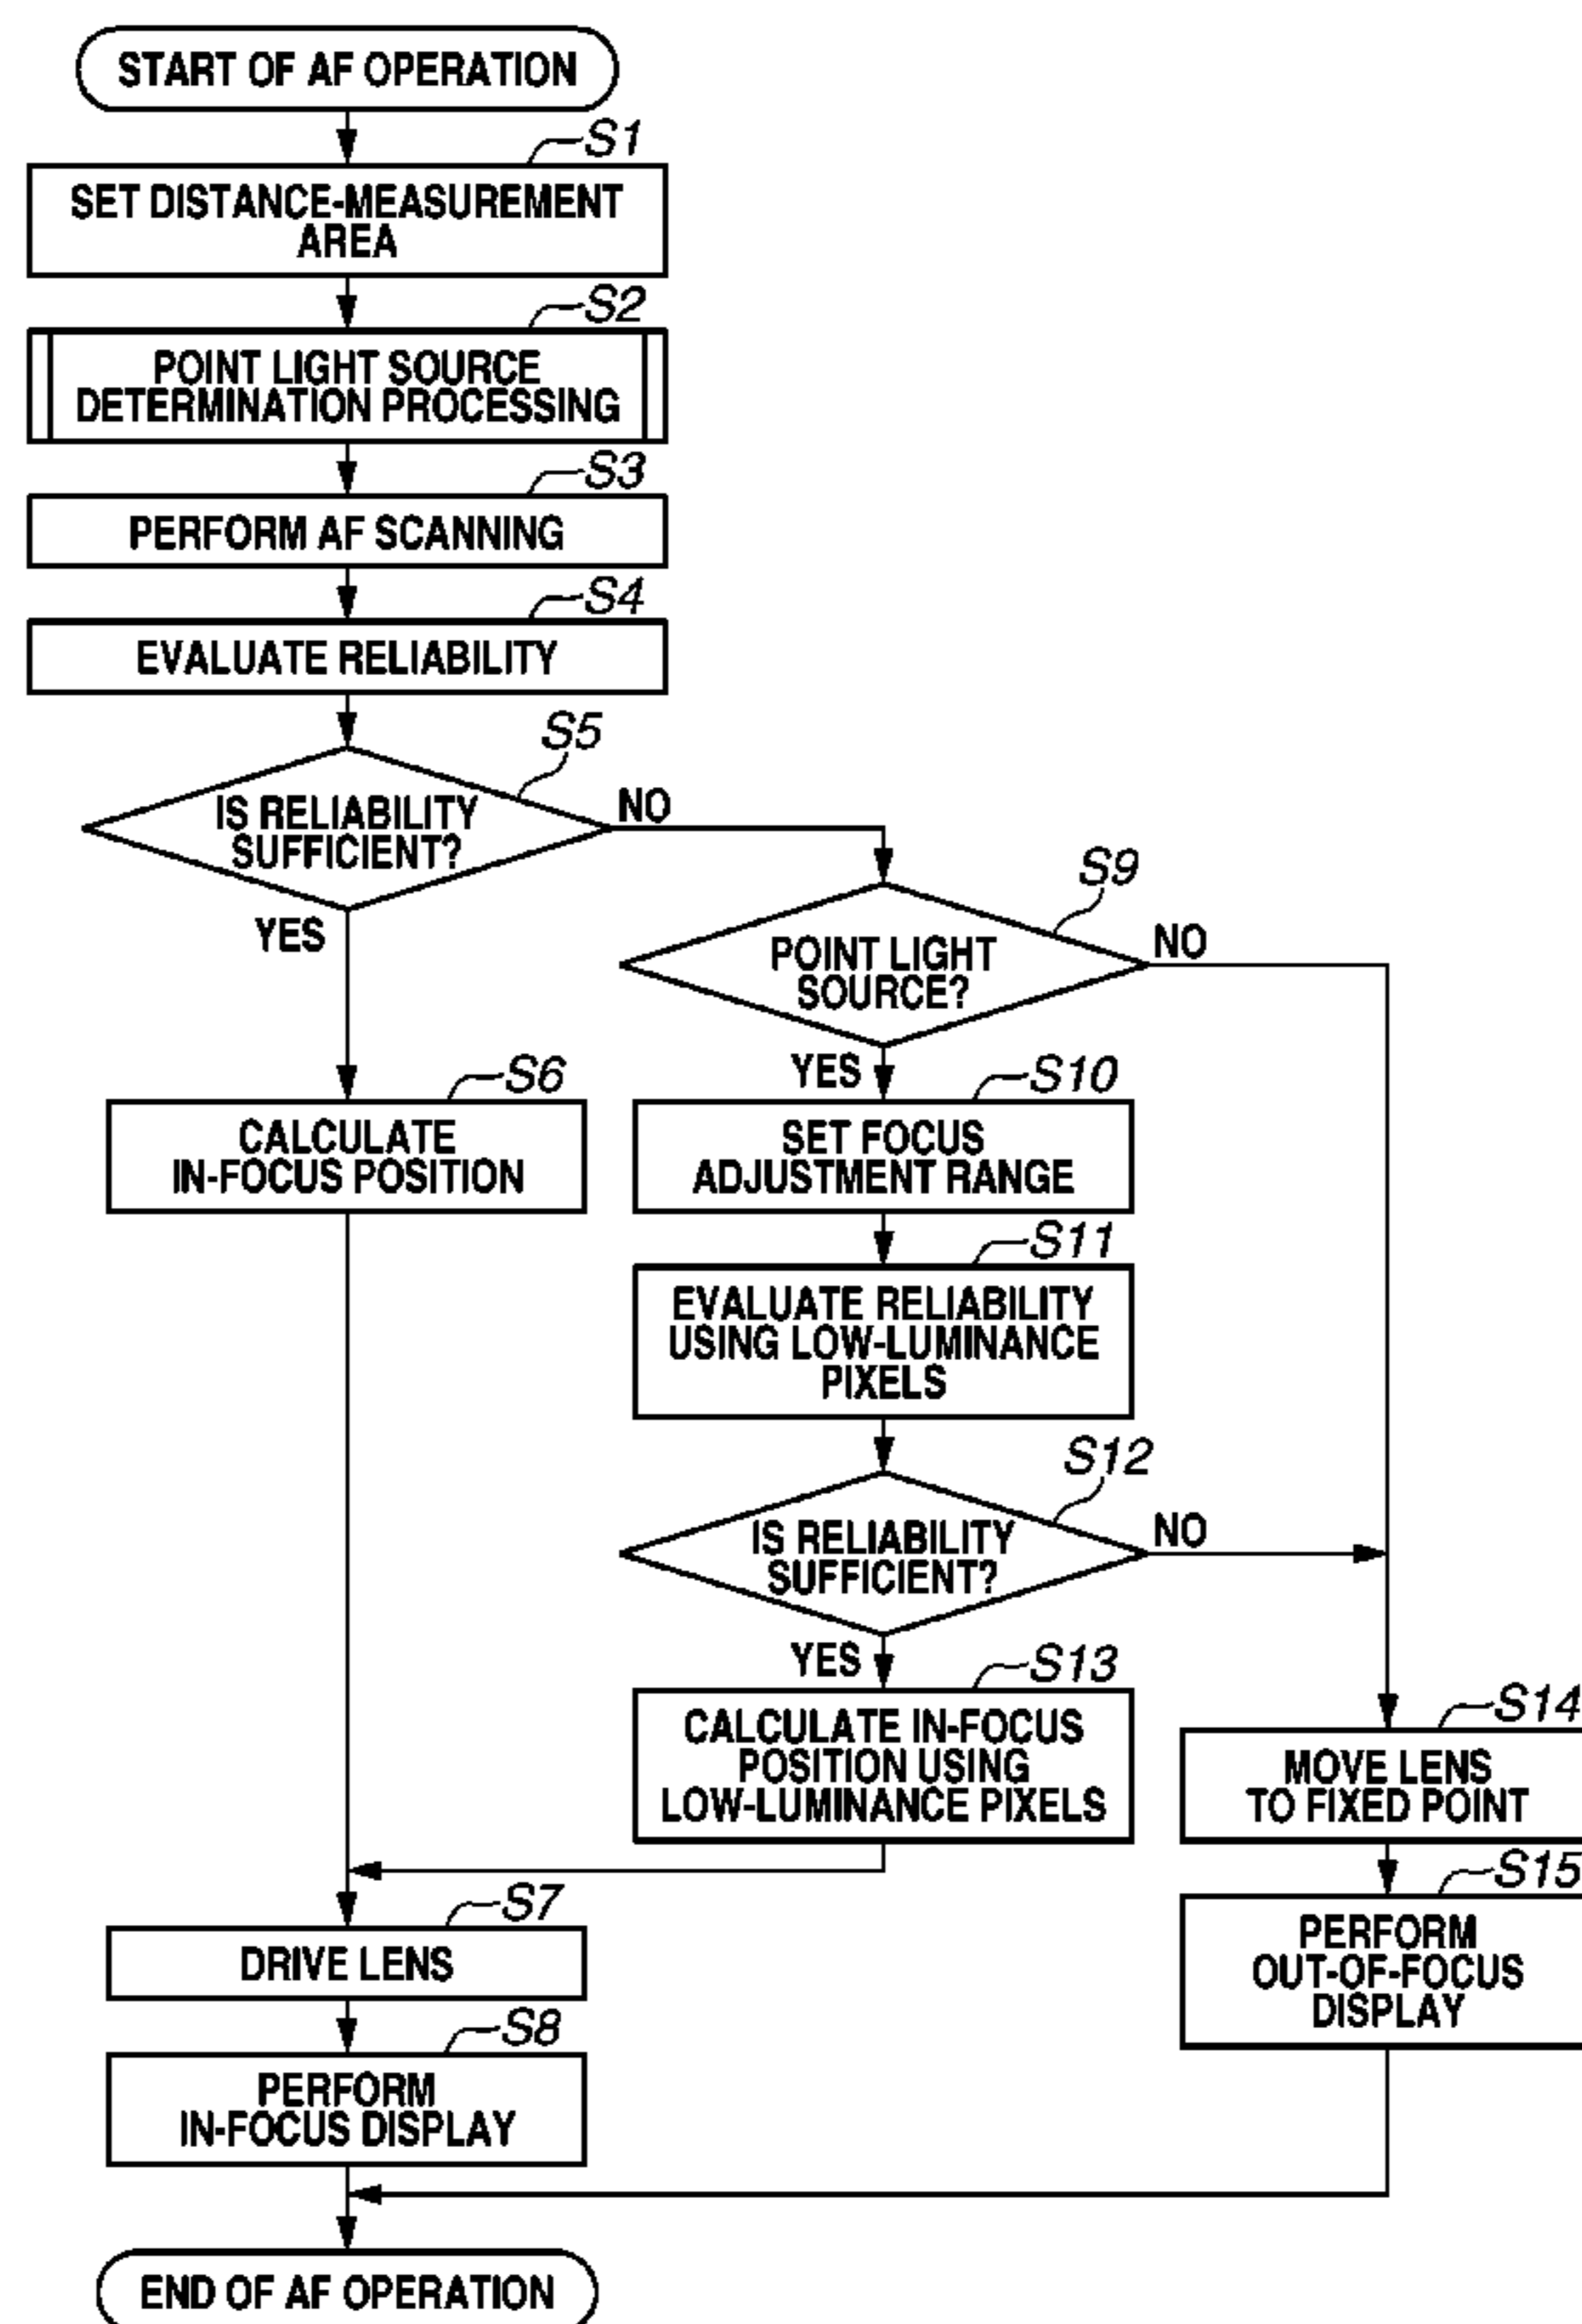 START OF AF OPERATION
S1
SET DISTANCE-MEASUREMENT
AREA
S2
POINT LIGHT SOURCE
DETERMINATION PROCESSING
S3
PERFORM AF SCANNING
S4
EVALUATE RELIABILITY
S5
IS RELIABILITY
SUFFICIENT?
NO
YES
S9
POINT LIGHT
SOURCE?
NO
YES
S6
CALCULATE
IN-FOCUS POSITION
S10
SET FOCUS
ADJUSTMENT RANGE
S11
EVALUATE RELIABILITY
USING LOW-LUMINANCE
PIXELS
S12
IS RELIABILITY
SUFFICIENT?
NO
YES
S13
CALCULATE IN-FOCUS
POSITION USING
LOW-LUMINANCE PIXELS
S14
MOVE LENS
TO FIXED POINT
S15
PERFORM
OUT-OF-FOCUS
DISPLAY
S7
DRIVE LENS
S8
PERFORM
IN-FOCUS DISPLAY
END OF AF OPERATION